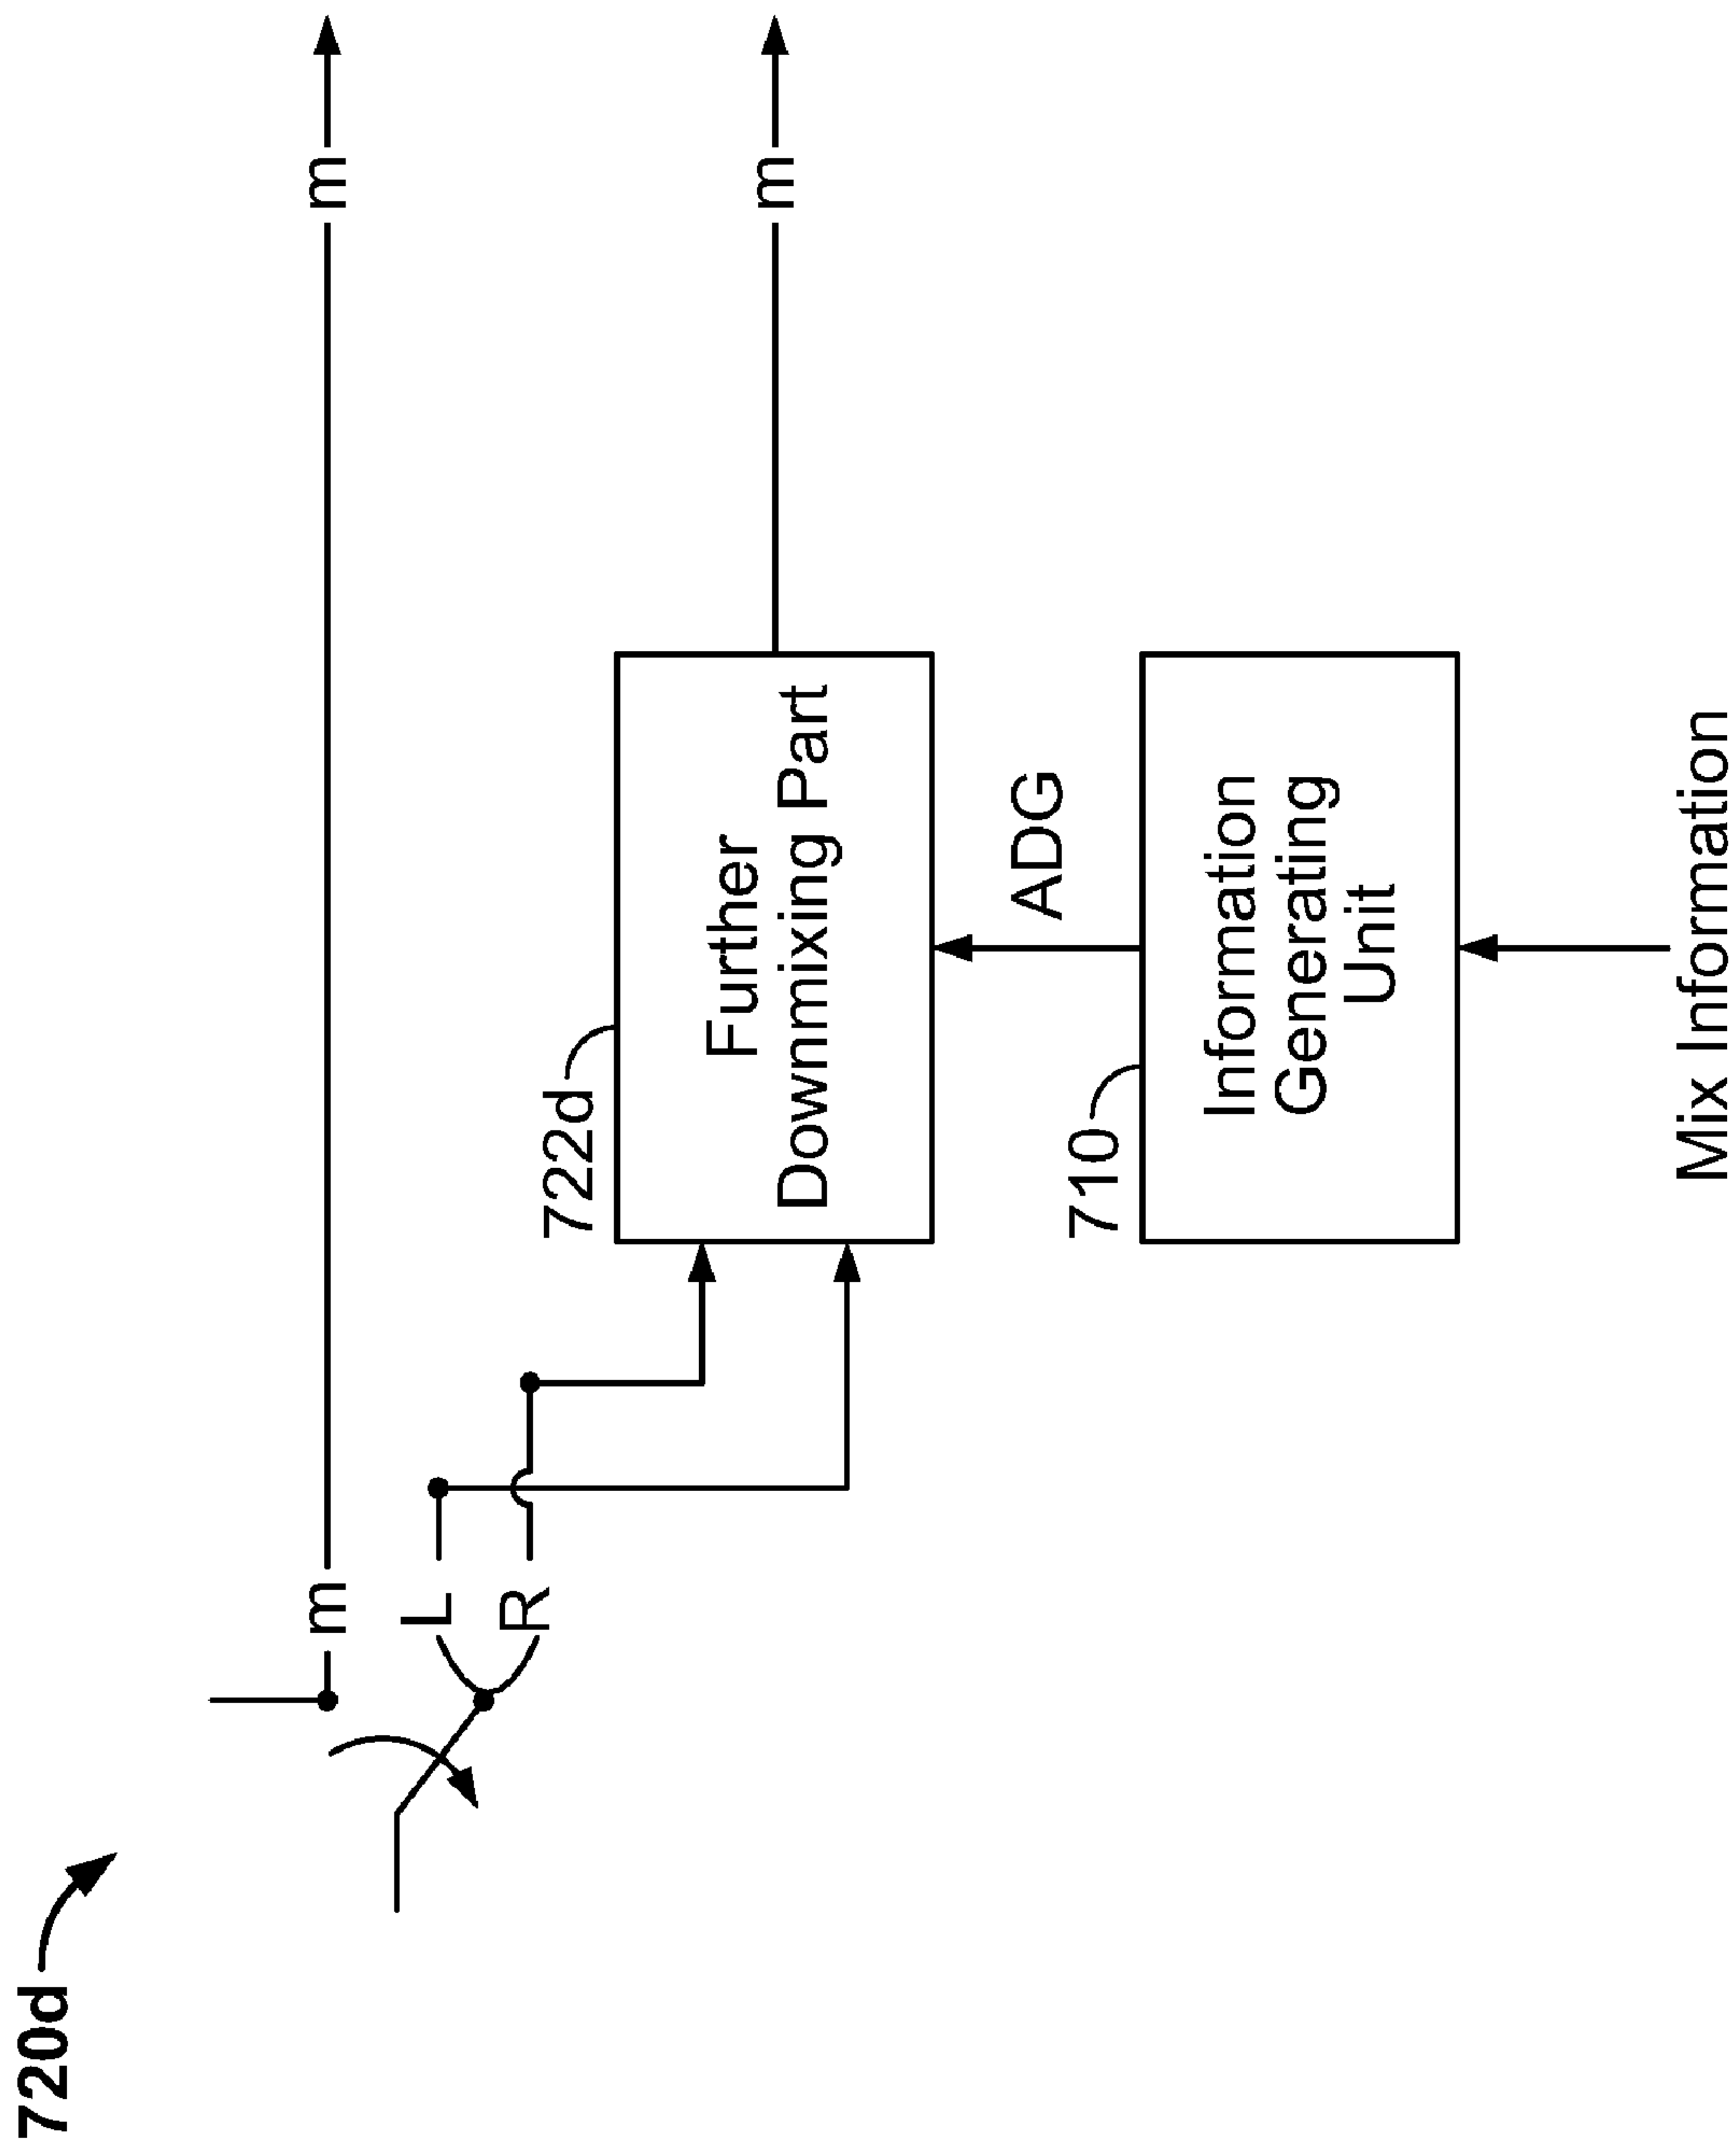 720d
m
m
L
R
722d
Further
Downmixing Part
m
ADG
710
Information
Generating
Unit
Mix Information